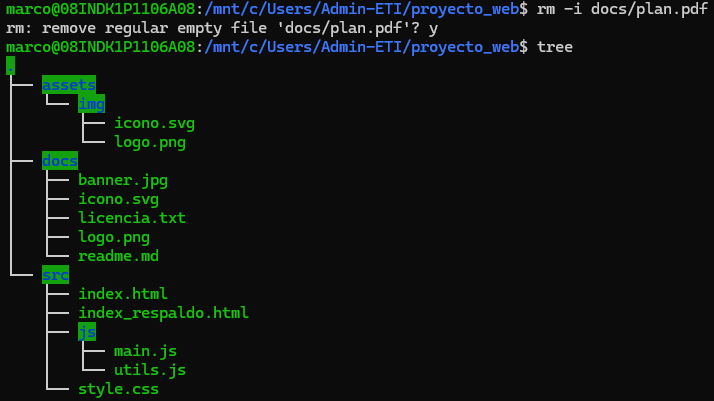 marco@08INDK1P1106A08:/mnt/c/Users/Admin-ETI/proyecto_web$ rm -i docs/plan.pdf
rm: remove regular empty file 'docs/plan.pdf'? y
marco@08INDK1P1106A08:/mnt/c/Users/Admin-ETI/proyecto_web$ tree
.
├── assets
│   └── img
│       ├── icono.svg
│       └── logo.png
├── docs
│   ├── banner.jpg
│   ├── icono.svg
│   ├── licencia.txt
│   ├── logo.png
│   └── readme.md
└── src
    ├── index.html
    ├── index_respaldo.html
    ├── js
    │   ├── main.js
    │   └── utils.js
    └── style.css